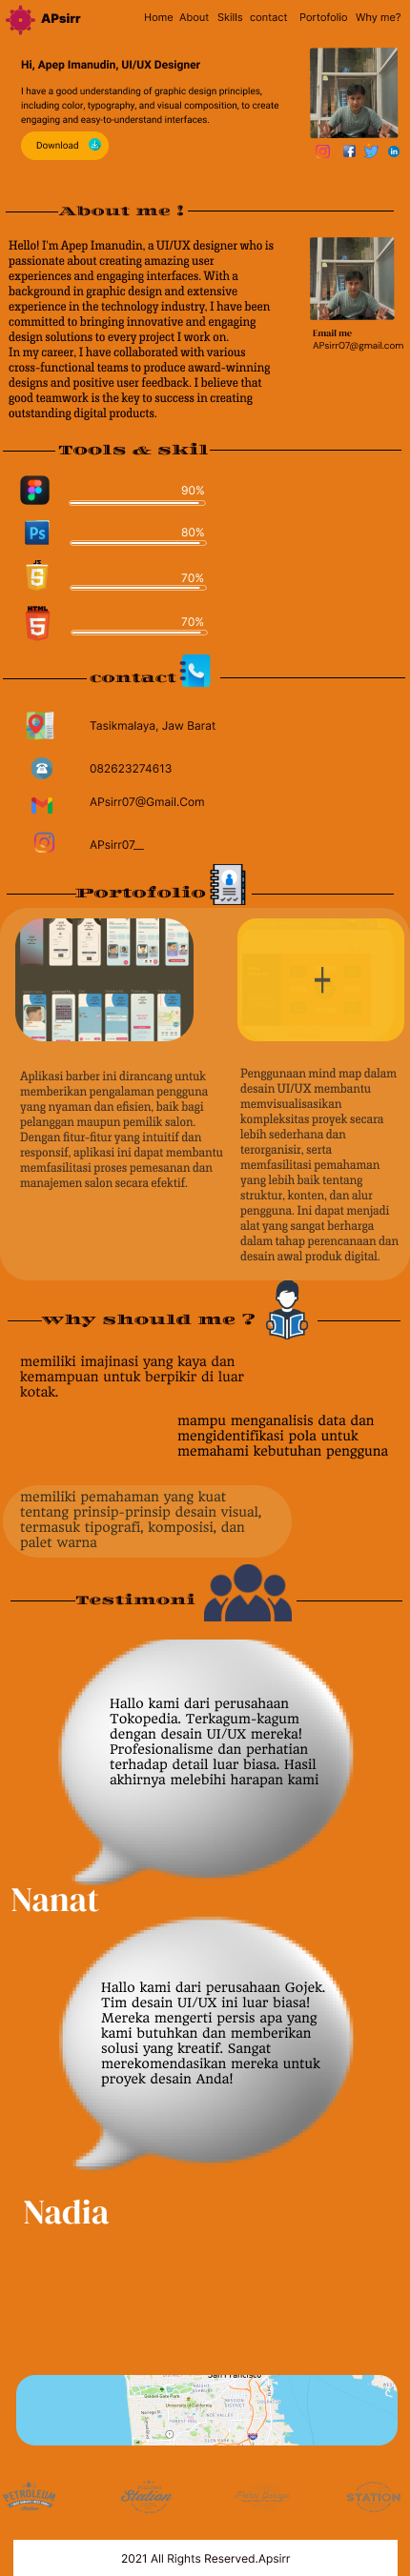 APsirr
Home About Skills contact Portofolio Why me?
Hi, Apep Imanudin, UI/UX Designer
I have a good understanding of graphic design principles,
including color, typography, and visual composition, to create
engaging and easy-to-understand interfaces.
Download
About me !
Hello! I'm Apep Imanudin, a UI/UX designer who is
passionate about creating amazing user
experiences and engaging interfaces. With a
background in graphic design and extensive
experience in the technology industry, I have been
committed to bringing innovative and engaging
design solutions to every project I work on.
In my career, I have collaborated with various
cross-functional teams to produce award-winning
designs and positive user feedback. I believe that
good teamwork is the key to success in creating
outstanding digital products.
Email me
APsirr07@gmail.com
Tools & skil
90%
Ps
80%
JS
5
70%
HTML
5
70%
contact
Tasikmalaya, Jaw Barat
082623274613
APsirr07@Gmail.Com
APsirr07__
Portofolio
+
Aplikasi barber ini dirancang untuk
memberikan pengalaman pengguna
yang nyaman dan efisien, baik bagi
pelanggan maupun pemilik salon.
Dengan fitur-fitur yang intuitif dan
responsif, aplikasi ini dapat membantu
memfasilitasi proses pemesanan dan
manajemen salon secara efektif.
Penggunaan mind map dalam
desain UI/UX membantu
memvisualisasikan
kompleksitas proyek secara
lebih sederhana dan
terorganisir, serta
memfasilitasi pemahaman
yang lebih baik tentang
struktur, konten, dan alur
pengguna. Ini dapat menjadi
alat yang sangat berharga
dalam tahap perencanaan dan
desain awal produk digital.
why should me ?
memiliki imajinasi yang kaya dan
kemampuan untuk berpikir di luar
kotak.
mampu menganalisis data dan
mengidentifikasi pola untuk
memahami kebutuhan pengguna
memiliki pemahaman yang kuat
tentang prinsip-prinsip desain visual,
termasuk tipografi, komposisi, dan
palet warna
Testimoni
Hallo kami dari perusahaan
Tokopedia. Terkagum-kagum
dengan desain UI/UX mereka!
Profesionalisme dan perhatian
terhadap detail luar biasa. Hasil
akhirnya melebihi harapan kami
Nanat
Hallo kami dari perusahaan Gojek.
Tim desain UI/UX ini luar biasa!
Mereka mengerti persis apa yang
kami butuhkan dan memberikan
solusi yang kreatif. Sangat
merekomendasikan mereka untuk
proyek desain Anda!
Nadia
San Francisco
Golden Gate Park
University of California
MISSION
DISTRICT
NOE VALLEY
GLEN PARK
PETROLEUM
Station
STATION
2021 All Rights Reserved.Apsirr